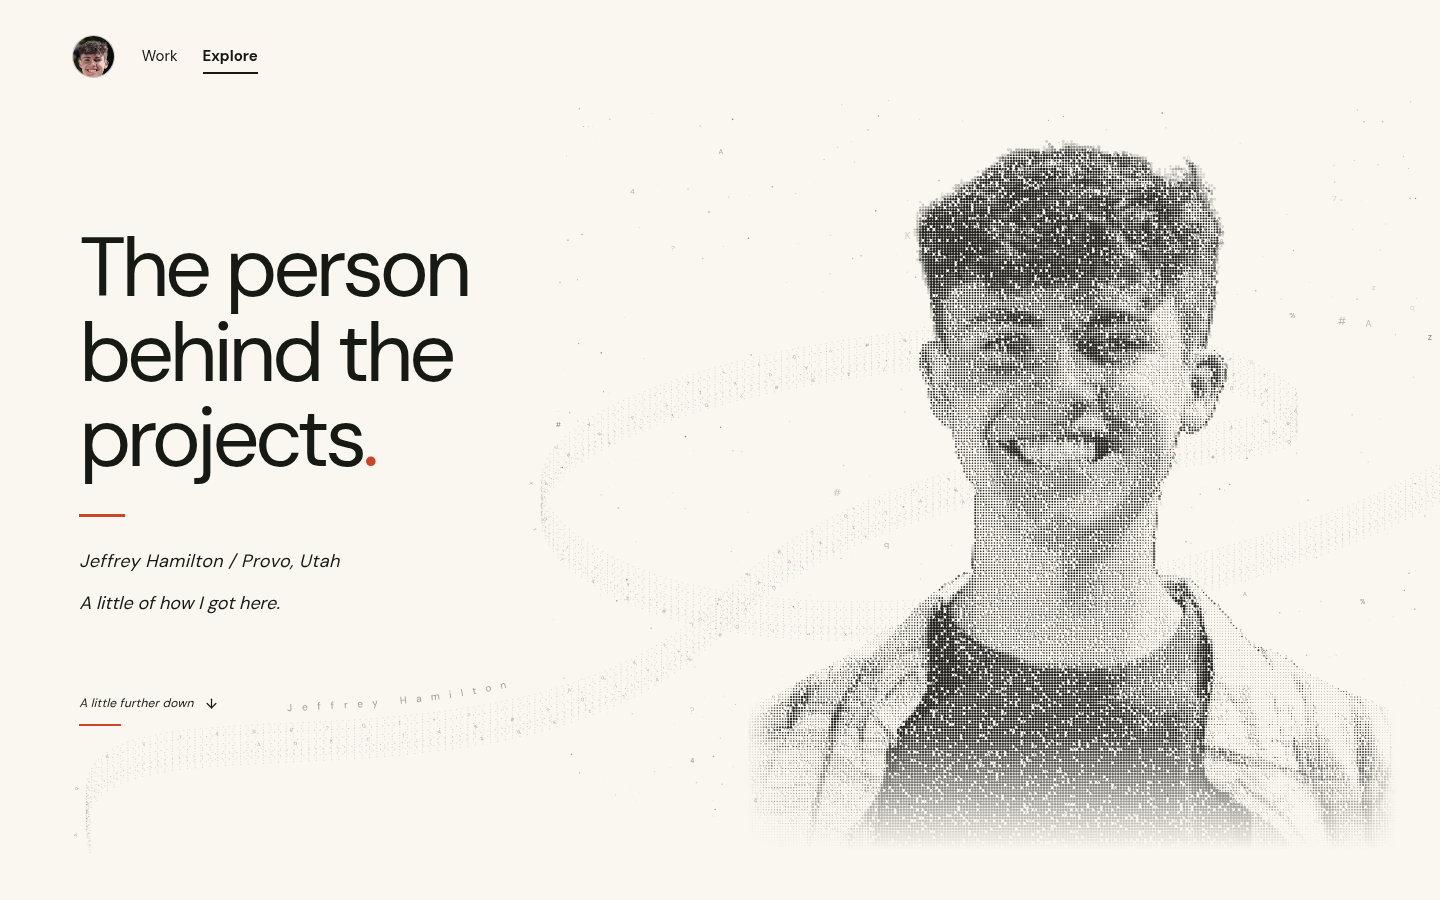 Work
Explore
The person
behind the
projects.
Jeffrey Hamilton / Provo, Utah
A little of how I got here.
A little further down
Jeffrey Hamilton